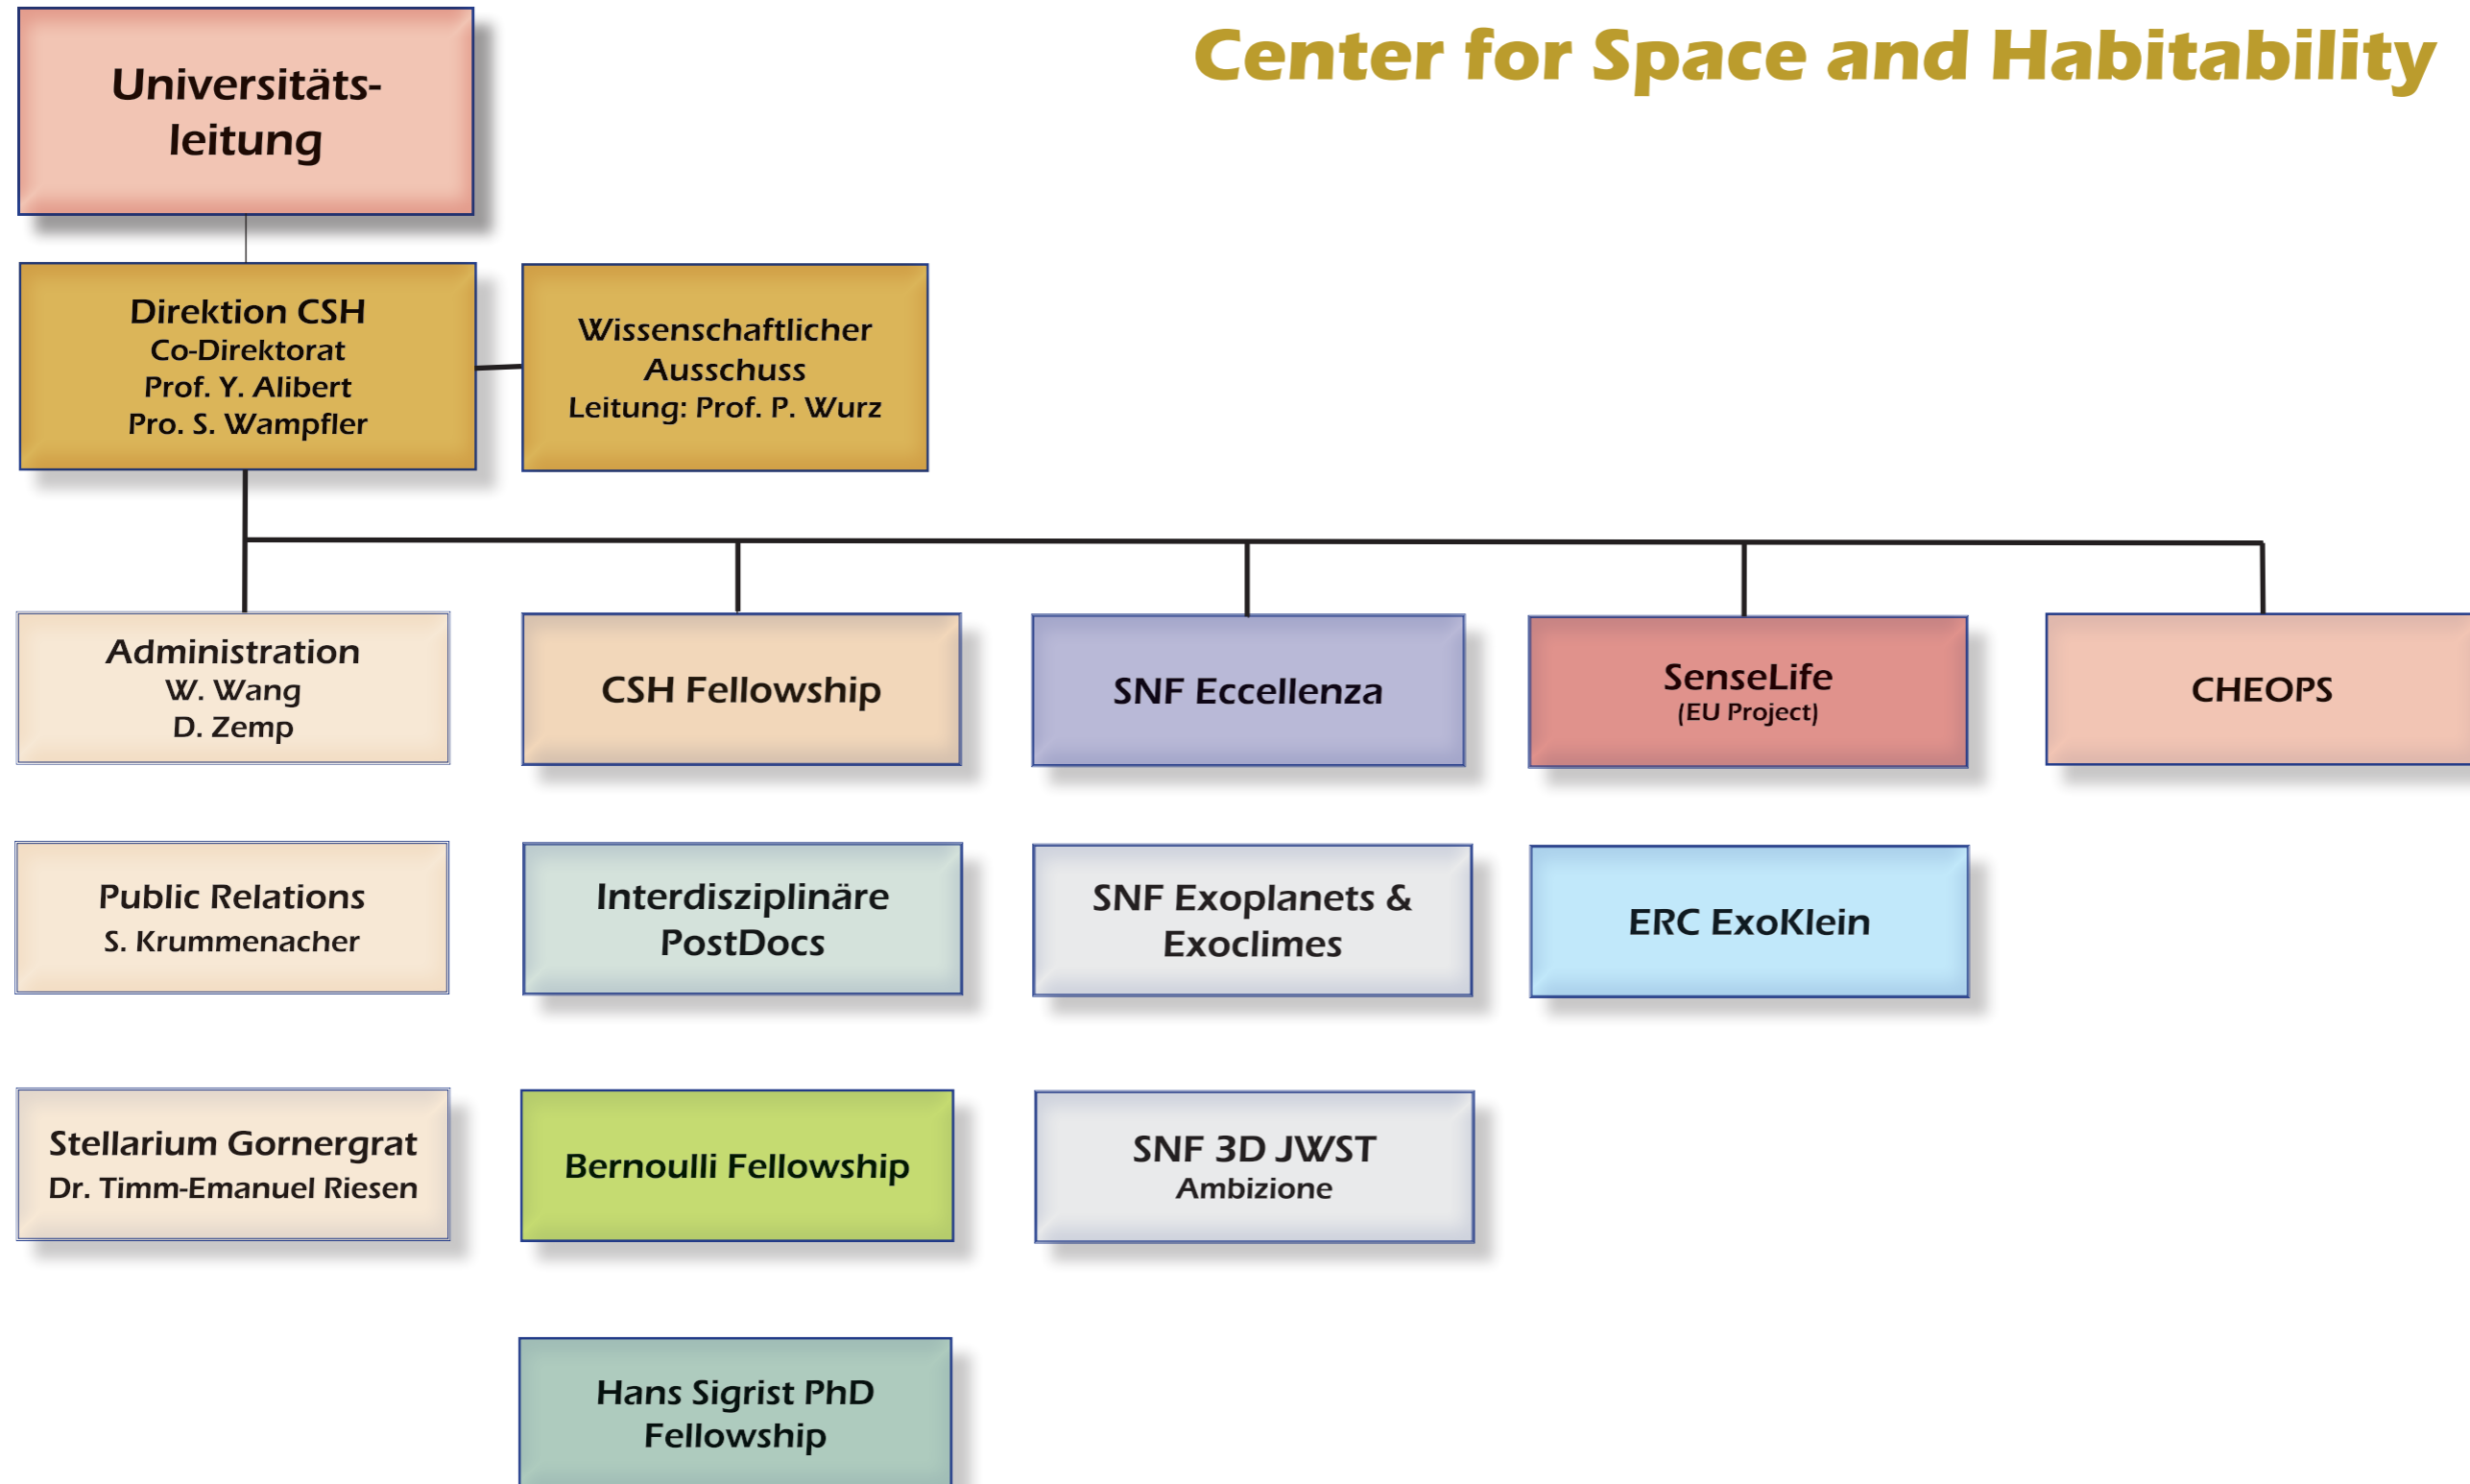 Center for Space and Habitability
Universitäts-
leitung
Direktion CSH
Co-Direktorat
Prof. Y. Alibert
Pro. S. Wampfler
Wissenschaftlicher
Ausschuss
Leitung: Prof. P. Wurz
Administration
W. Wang
D. Zemp
CSH Fellowship
SNF Eccellenza
SenseLife
(EU Project)
CHEOPS
Public Relations
S. Krummenacher
Interdisziplinäre
PostDocs
SNF Exoplanets &
Exoclimes
ERC ExoKlein
Stellarium Gornergrat
Dr. Timm-Emanuel Riesen
Bernoulli Fellowship
SNF 3D JWST
Ambizione
Hans Sigrist PhD
Fellowship